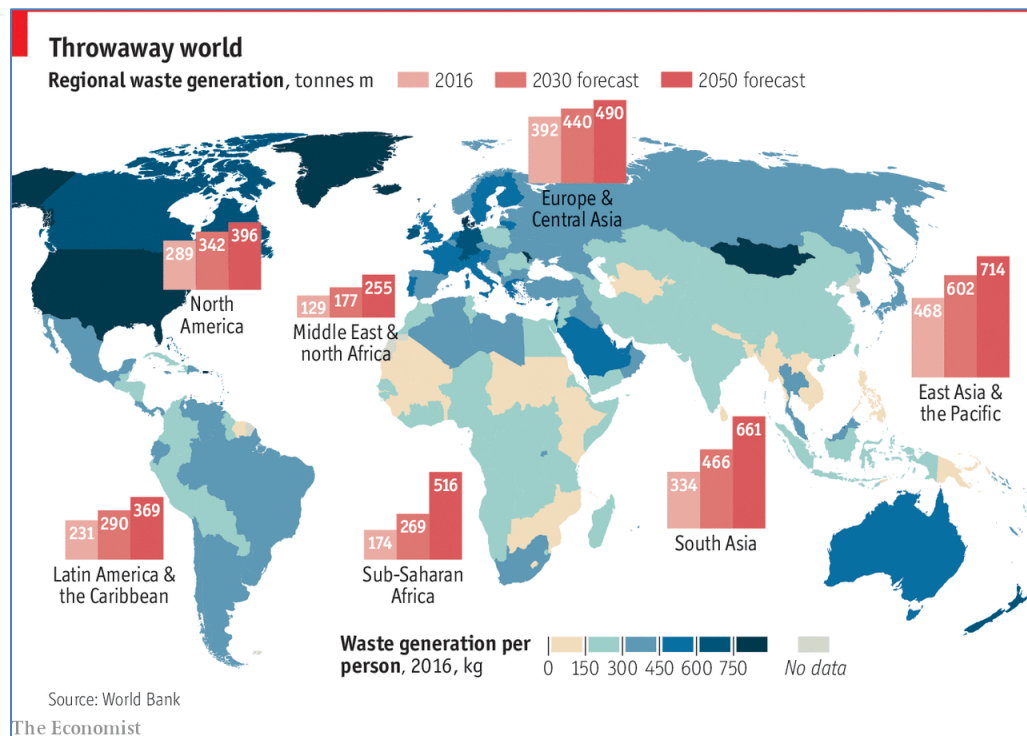 Throwaway world
Regional waste generation, tonnes m 2016 2030 forecast 2050 forecast
392 440 490
Europe &
Central Asia
289 342 396
North
America
129 177 255
Middle East &
north Africa
468 602 714
East Asia &
the Pacific
334 466 661
South Asia
174 269 516
Sub-Saharan
Africa
231 290 369
Latin America &
the Caribbean
Waste generation per
person, 2016, kg
0 150 300 450 600 750
No data
Source: World Bank
The Economist